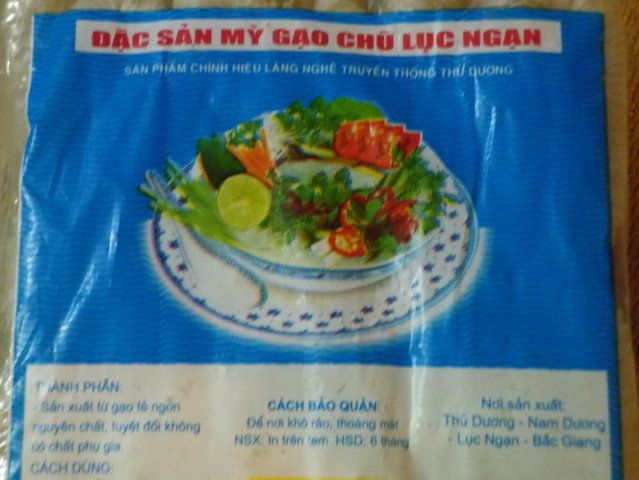 ĐẶC SẢN MỲ GẠO CHŨ LỤC NGẠN
SẢN PHẨM CHÍNH HIỆU LÀNG NGHỀ TRUYỀN THỐNG THỦ DƯƠNG
THÀNH PHẦN:
- Sản xuất từ gạo tẻ ngon
nguyên chất, tuyệt đối không
có chất phụ gia.
CÁCH DÙNG:
CÁCH BẢO QUẢN:
Để nơi khô ráo, thoáng mát
NSX: In trên tem HSD: 6 tháng
Nơi sản xuất:
Thủ Dương - Nam Dương
- Lục Ngạn - Bắc Giang